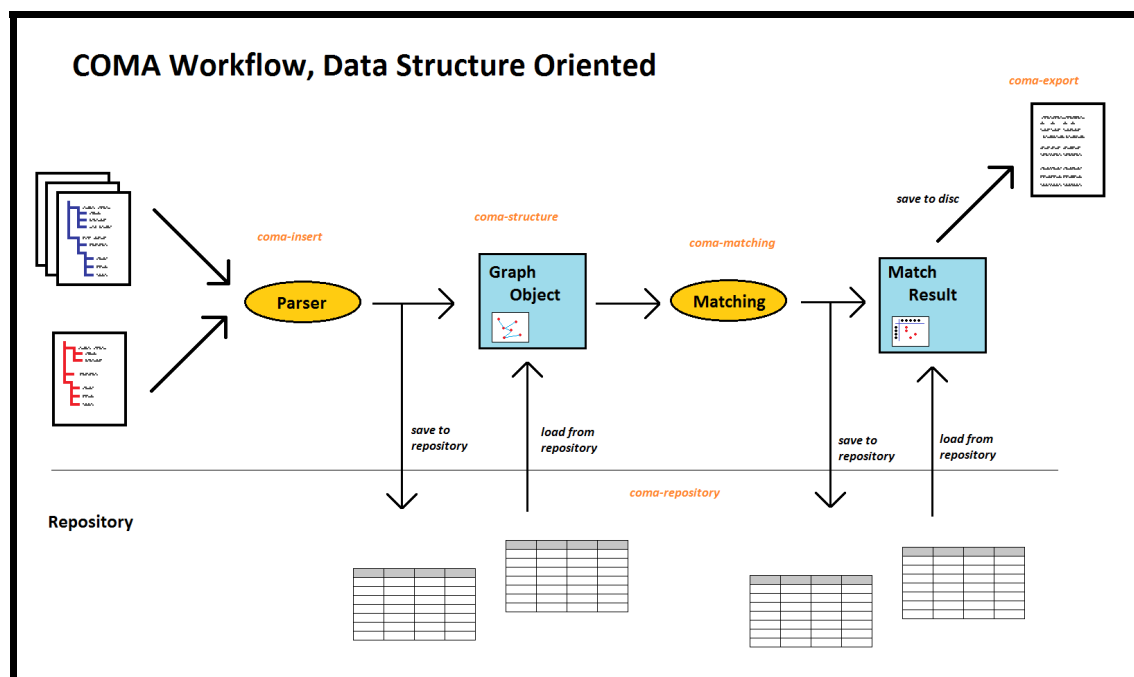 COMA Workflow, Data Structure Oriented
coma-export
save to disc
coma-structure
coma-insert
coma-matching
Graph
Object
Match
Result
Parser
Matching
save to
repository
load from
repository
save to
repository
load from
repository
coma-repository
Repository